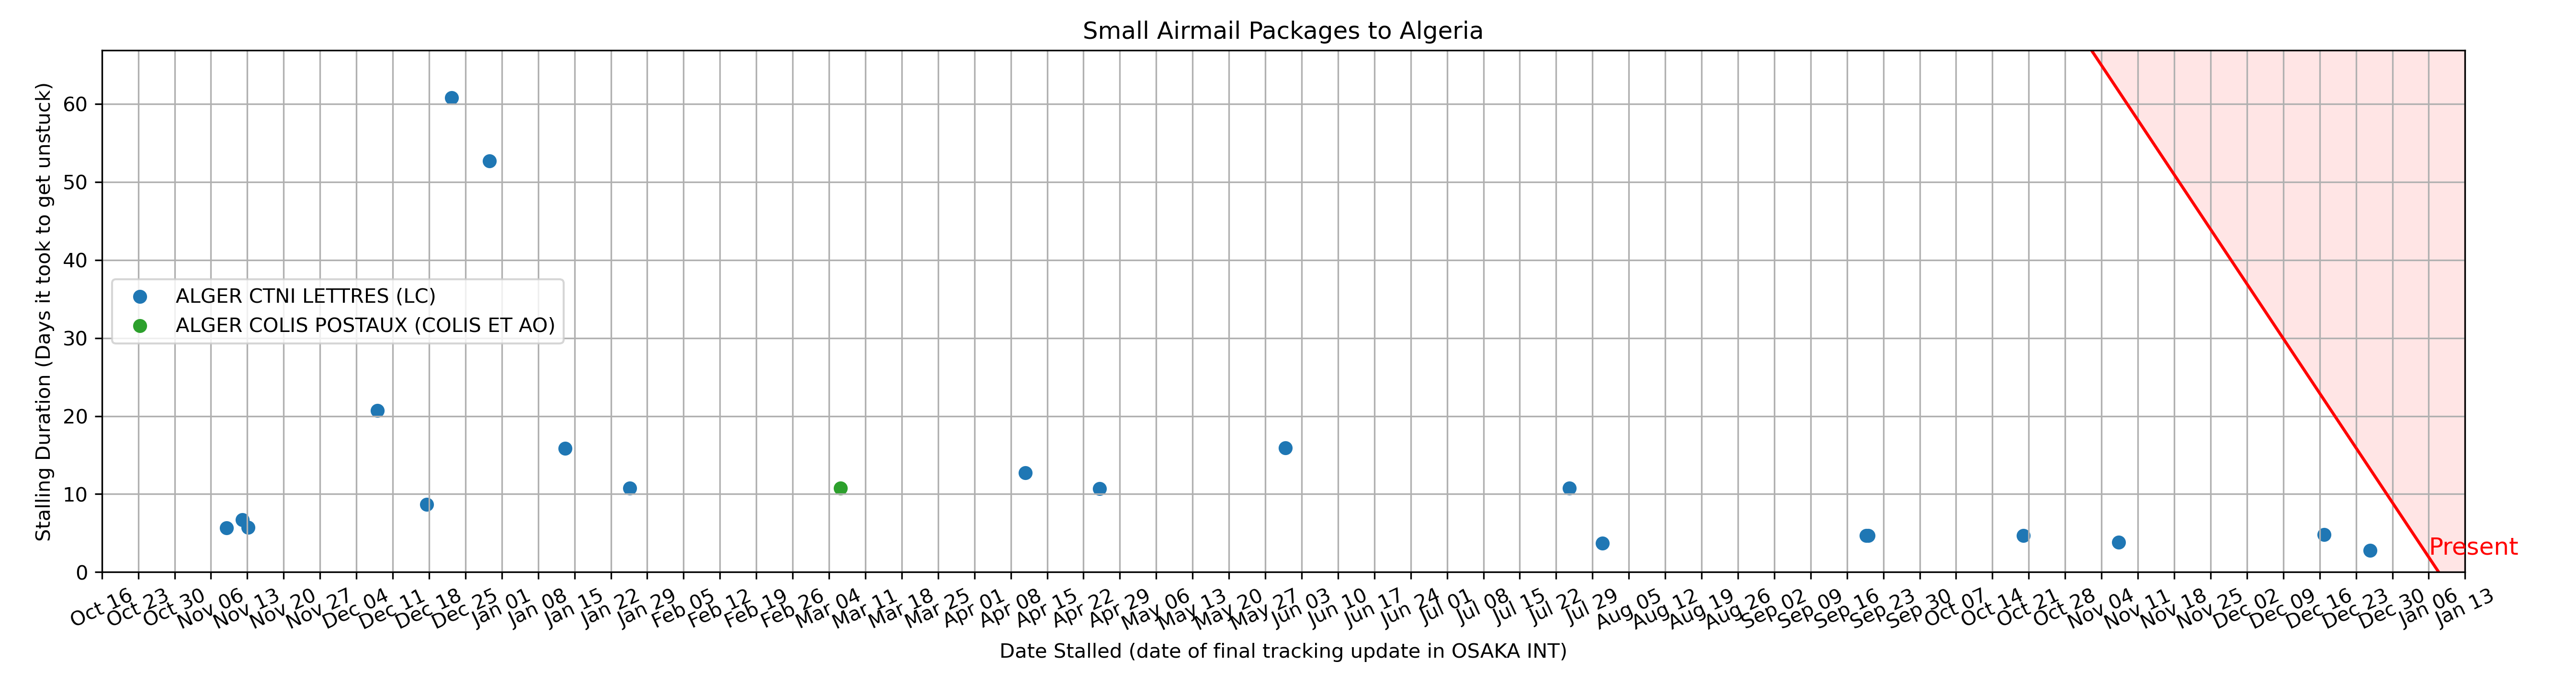 Small Airmail Packages to Algeria
Stalling Duration (Days it took to get unstuck)
60
50
40
30
20
10
0
ALGER CTNI LETTRES (LC)
ALGER COLIS POSTAUX (COLIS ET AO)
Present
Oct 16
Oct 23
Oct 30
Nov 06
Nov 13
Nov 20
Nov 27
Dec 04
Dec 11
Dec 18
Dec 25
Jan 01
Jan 08
Jan 15
Jan 22
Jan 29
Feb 05
Feb 12
Feb 19
Feb 26
Mar 04
Mar 11
Mar 18
Mar 25
Apr 01
Apr 08
Apr 15
Apr 22
Apr 29
May 06
May 13
May 20
May 27
Jun 03
Jun 10
Jun 17
Jun 24
Jul 01
Jul 08
Jul 15
Jul 22
Jul 29
Aug 05
Aug 12
Aug 19
Aug 26
Sep 02
Sep 09
Sep 16
Sep 23
Sep 30
Oct 07
Oct 14
Oct 21
Oct 28
Nov 04
Nov 11
Nov 18
Nov 25
Dec 02
Dec 09
Dec 16
Dec 23
Dec 30
Jan 06
Jan 13
Date Stalled (date of final tracking update in OSAKA INT)